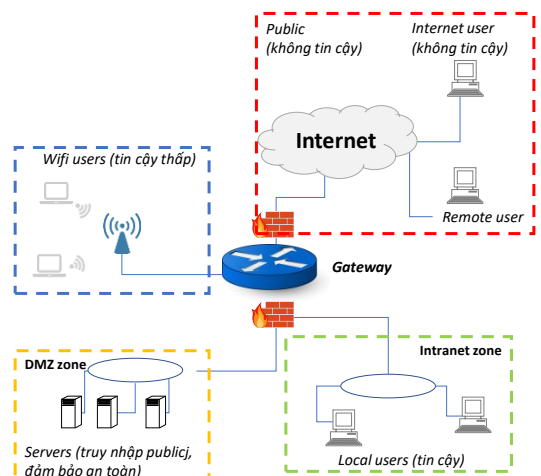 Public
(không tin cậy)
Internet user
(không tin cậy)
Internet
Wifi users (tin cậy thấp)
Remote user
Gateway
DMZ zone
Intranet zone
Servers (truy nhập publicj,
đảm bảo an toàn)
Local users (tin cậy)